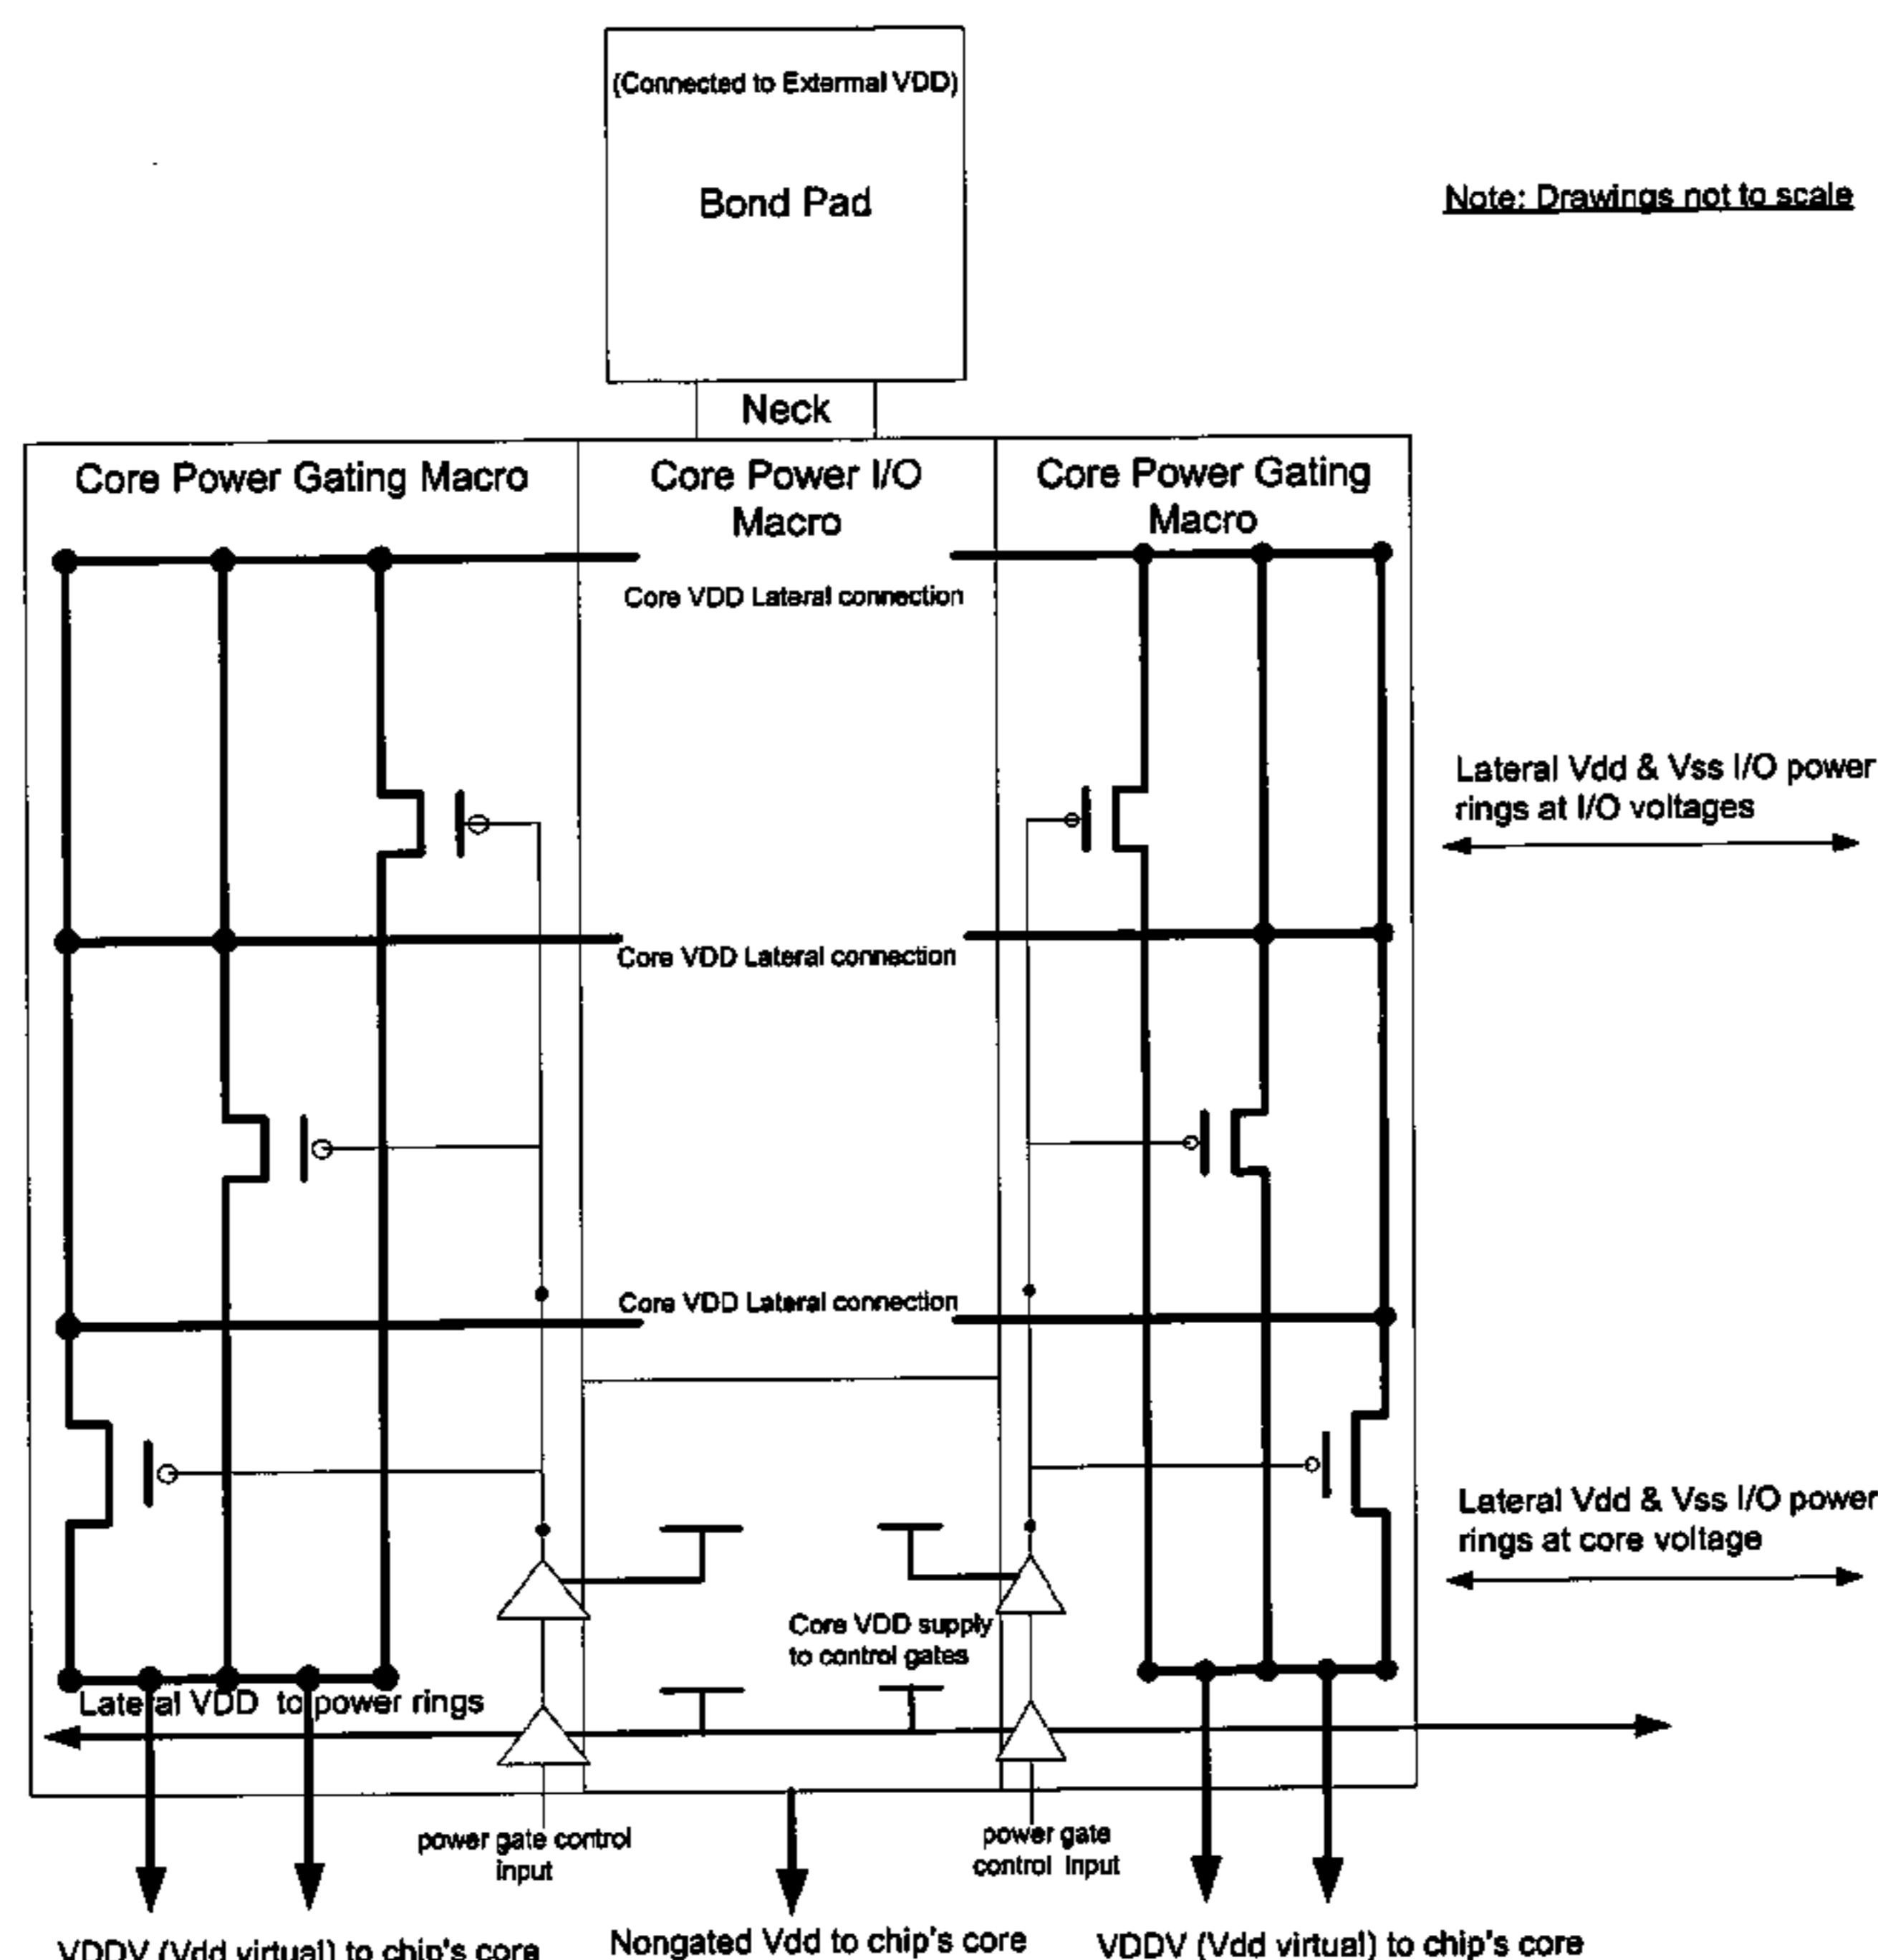 (Connected to Extermal VDD)
Bond Pad
Note: Drawings not to scale
Neck
Core Power Gating Macro
Core Power I/O
Macro
Core Power Gating
Macro
Core VDD Lateral connection
Lateral Vdd & Vss I/O power
rings at I/O voltages
Core VDD Lateral connection
Core VDD Lateral connection
Lateral Vdd & Vss I/O power
rings at core voltage
Core VDD supply
to control gates
Lateral VDD to power rings
power gate control
input
power gate
control Input
VDDV (Vdd virtual) to chip's core
Nongated Vdd to chip's core
VDDV (Vdd virtual) to chip's core